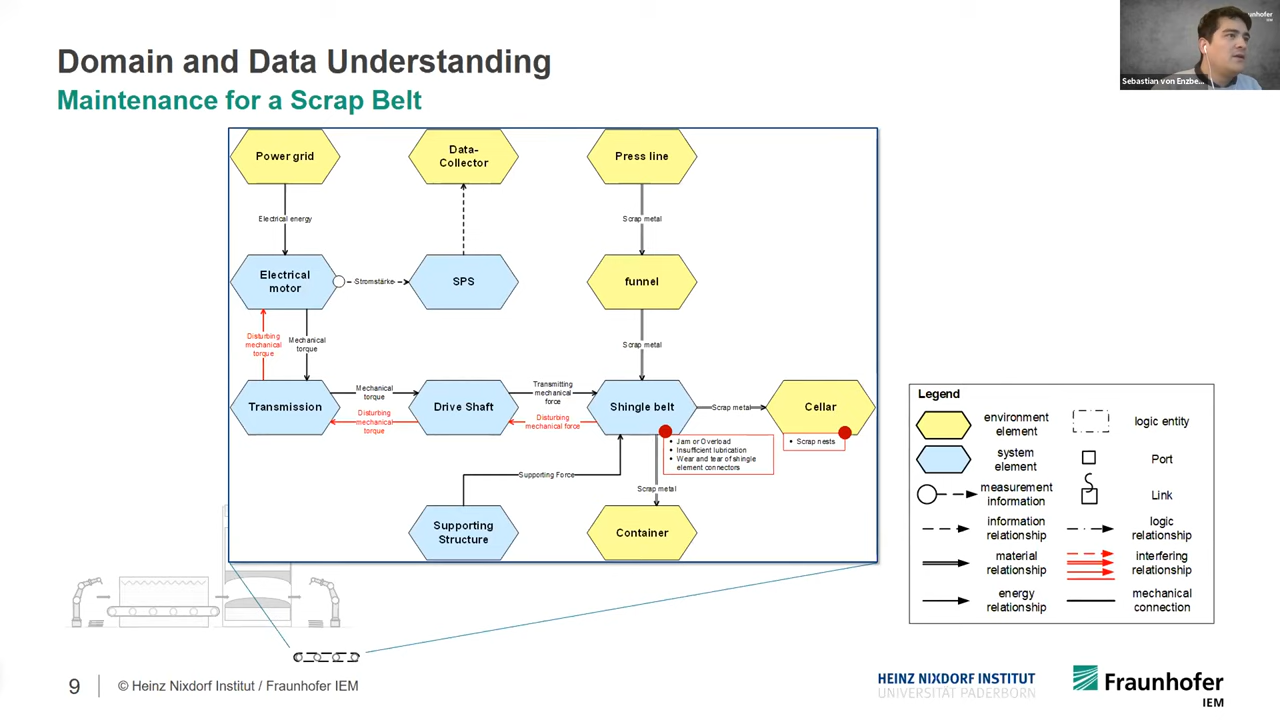 Domain and Data Understanding
Maintenance for a Scrap Belt
Sebastian von Enzbe...
Power grid
Data-
Collector
Press line
Electrical energy
Scrap metal
Electrical
motor
Stromstärke
SPS
funnel
Disturbing
mechanical
torque
Mechanical
torque
Scrap metal
Transmission
Mechanical
torque
Disturbing
mechanical
torque
Drive Shaft
Transmitting
mechanical
force
Disturbing
mechanical force
Shingle belt
Scrap metal
Cellar
• Jam or Overload
• Insufficient lubrication
• Wear and tear of shingle
element connectors
• Scrap nests
Supporting Force
Scrap metal
Supporting
Structure
Container
Legend
environment
element
logic entity
system
element
Port
measurement
information
Link
information
relationship
logic
relationship
material
relationship
interfering
relationship
energy
relationship
mechanical
connection
9
© Heinz Nixdorf Institut / Fraunhofer IEM
HEINZ NIXDORF INSTITUT
UNIVERSITÄT PADERBORN
Fraunhofer
IEM